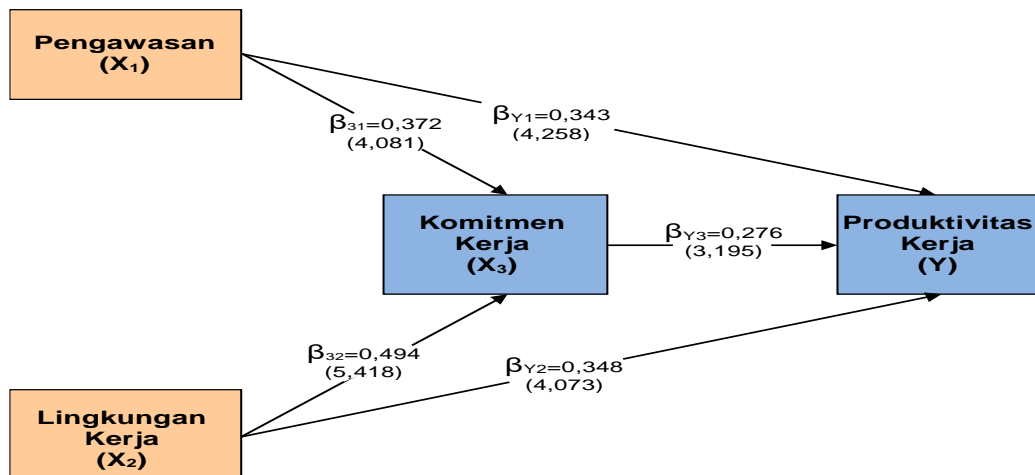 Pengawasan
(X₁)
β₃₁=0,372
(4,081)
βY₁=0,343
(4,258)
Komitmen
Kerja
(X₃)
βY₃=0,276
(3,195)
Produktivitas
Kerja
(Y)
β₃₂=0,494
(5,418)
βY₂=0,348
(4,073)
Lingkungan
Kerja
(X₂)